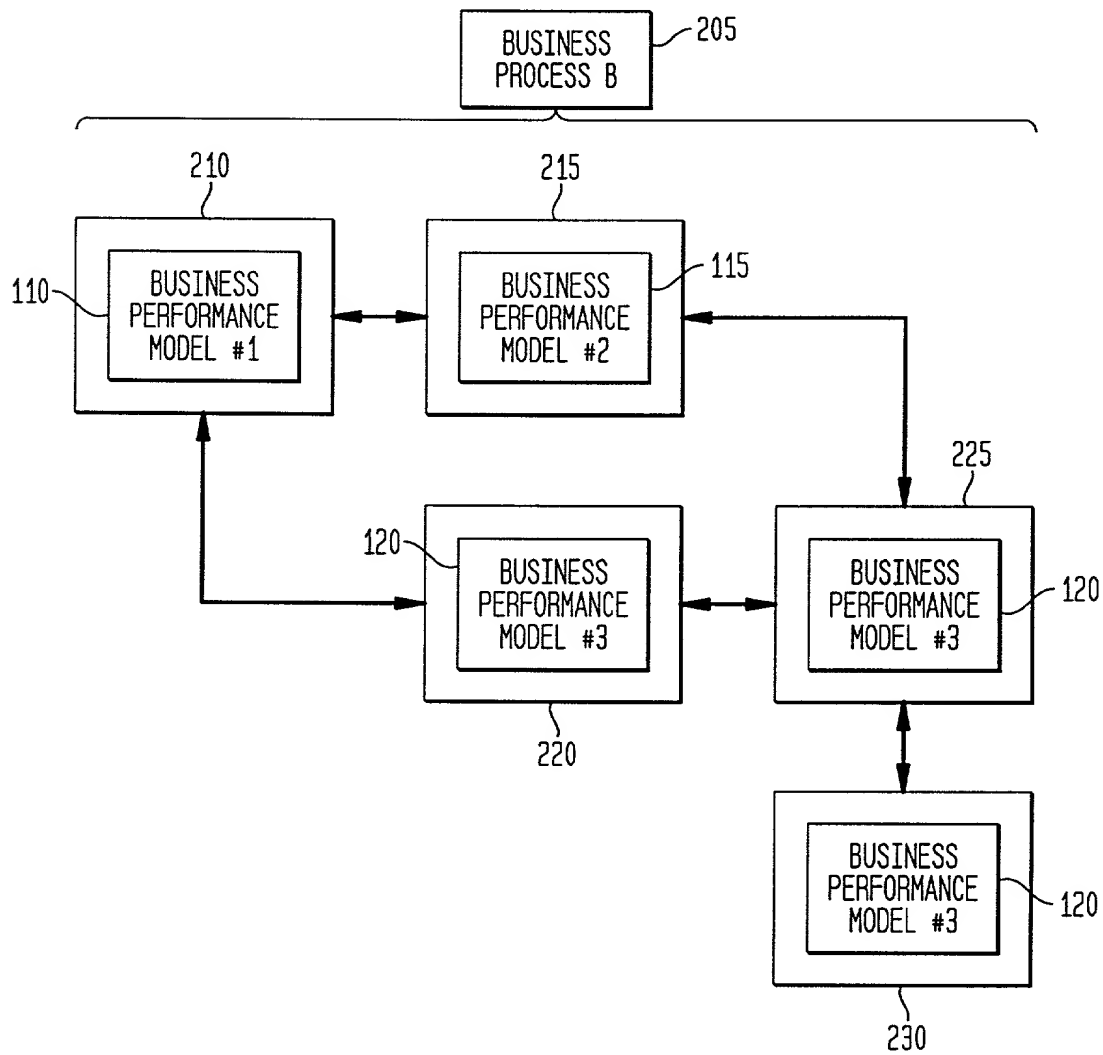 BUSINESS
PROCESS B
205
210
215
110
BUSINESS
PERFORMANCE
MODEL #1
BUSINESS
PERFORMANCE
MODEL #2
115
225
120
BUSINESS
PERFORMANCE
MODEL #3
BUSINESS
PERFORMANCE
MODEL #3
120
220
BUSINESS
PERFORMANCE
MODEL #3
120
230